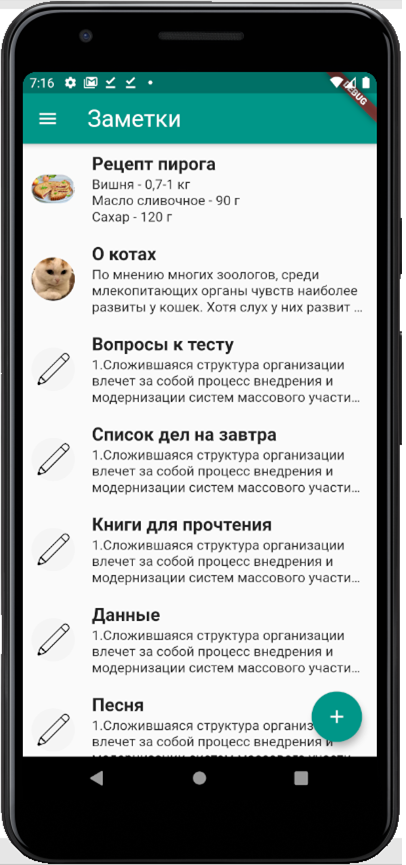 7:16
DEBUG
Заметки
Рецепт пирога
Вишня - 0,7-1 кг
Масло сливочное - 90 г
Сахар - 120 г
О котах
По мнению многих зоологов, среди
млекопитающих органы чувств наиболее
развиты у кошек. Хотя слух у них развит ...
Вопросы к тесту
1.Сложившаяся структура организации
влечет за собой процесс внедрения и
модернизации систем массового участи...
Список дел на завтра
1.Сложившаяся структура организации
влечет за собой процесс внедрения и
модернизации систем массового участи...
Книги для прочтения
1.Сложившаяся структура организации
влечет за собой процесс внедрения и
модернизации систем массового участи...
Данные
1.Сложившаяся структура организации
влечет за собой процесс внедрения и
модернизации систем массового участи...
Песня
1.Сложившаяся структура организ
влечет за собой процесс внедрения и